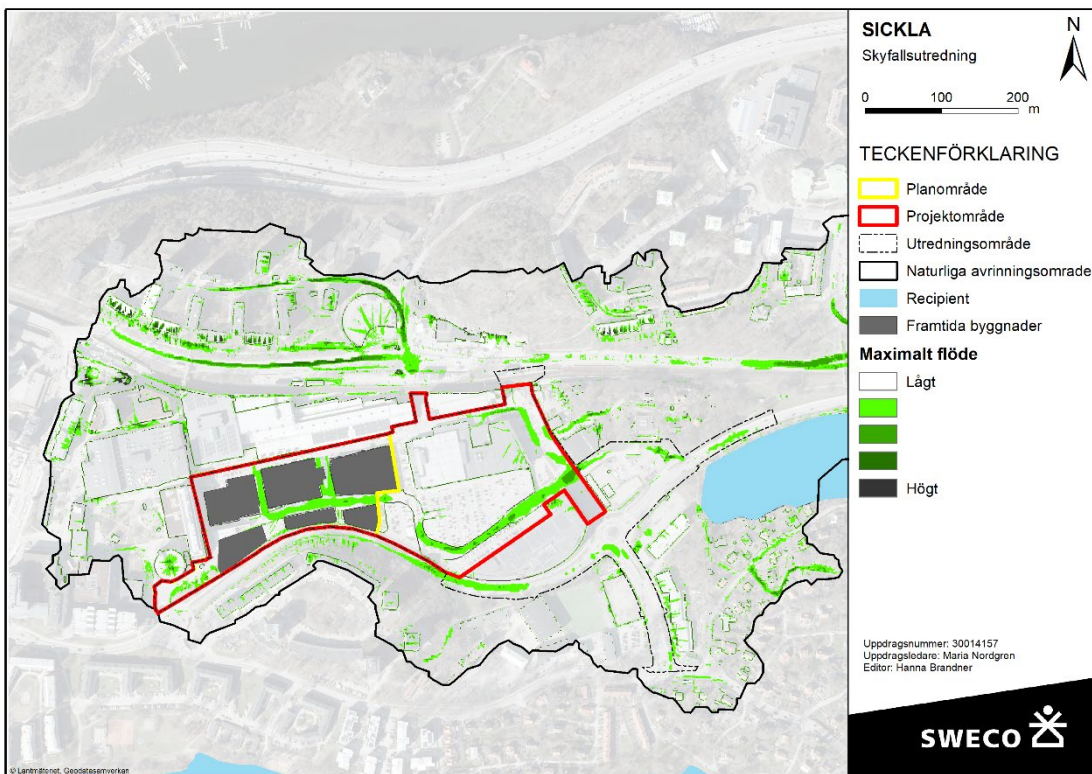 SICKLA
Skyfallsutredning
N
0 100 200
m
TECKENFÖRKLARING
Planområde
Projektområde
Utredningsområde
Naturliga avrinningsområde
Recipient
Framtida byggnader
Maximalt flöde
Lågt
Högt
Uppdragsnummer: 30014157
Uppdragsledare: Maria Nordgren
Editor: Hanna Brandner
SWECO
© Lantmäteriet, Geodatasamverkan